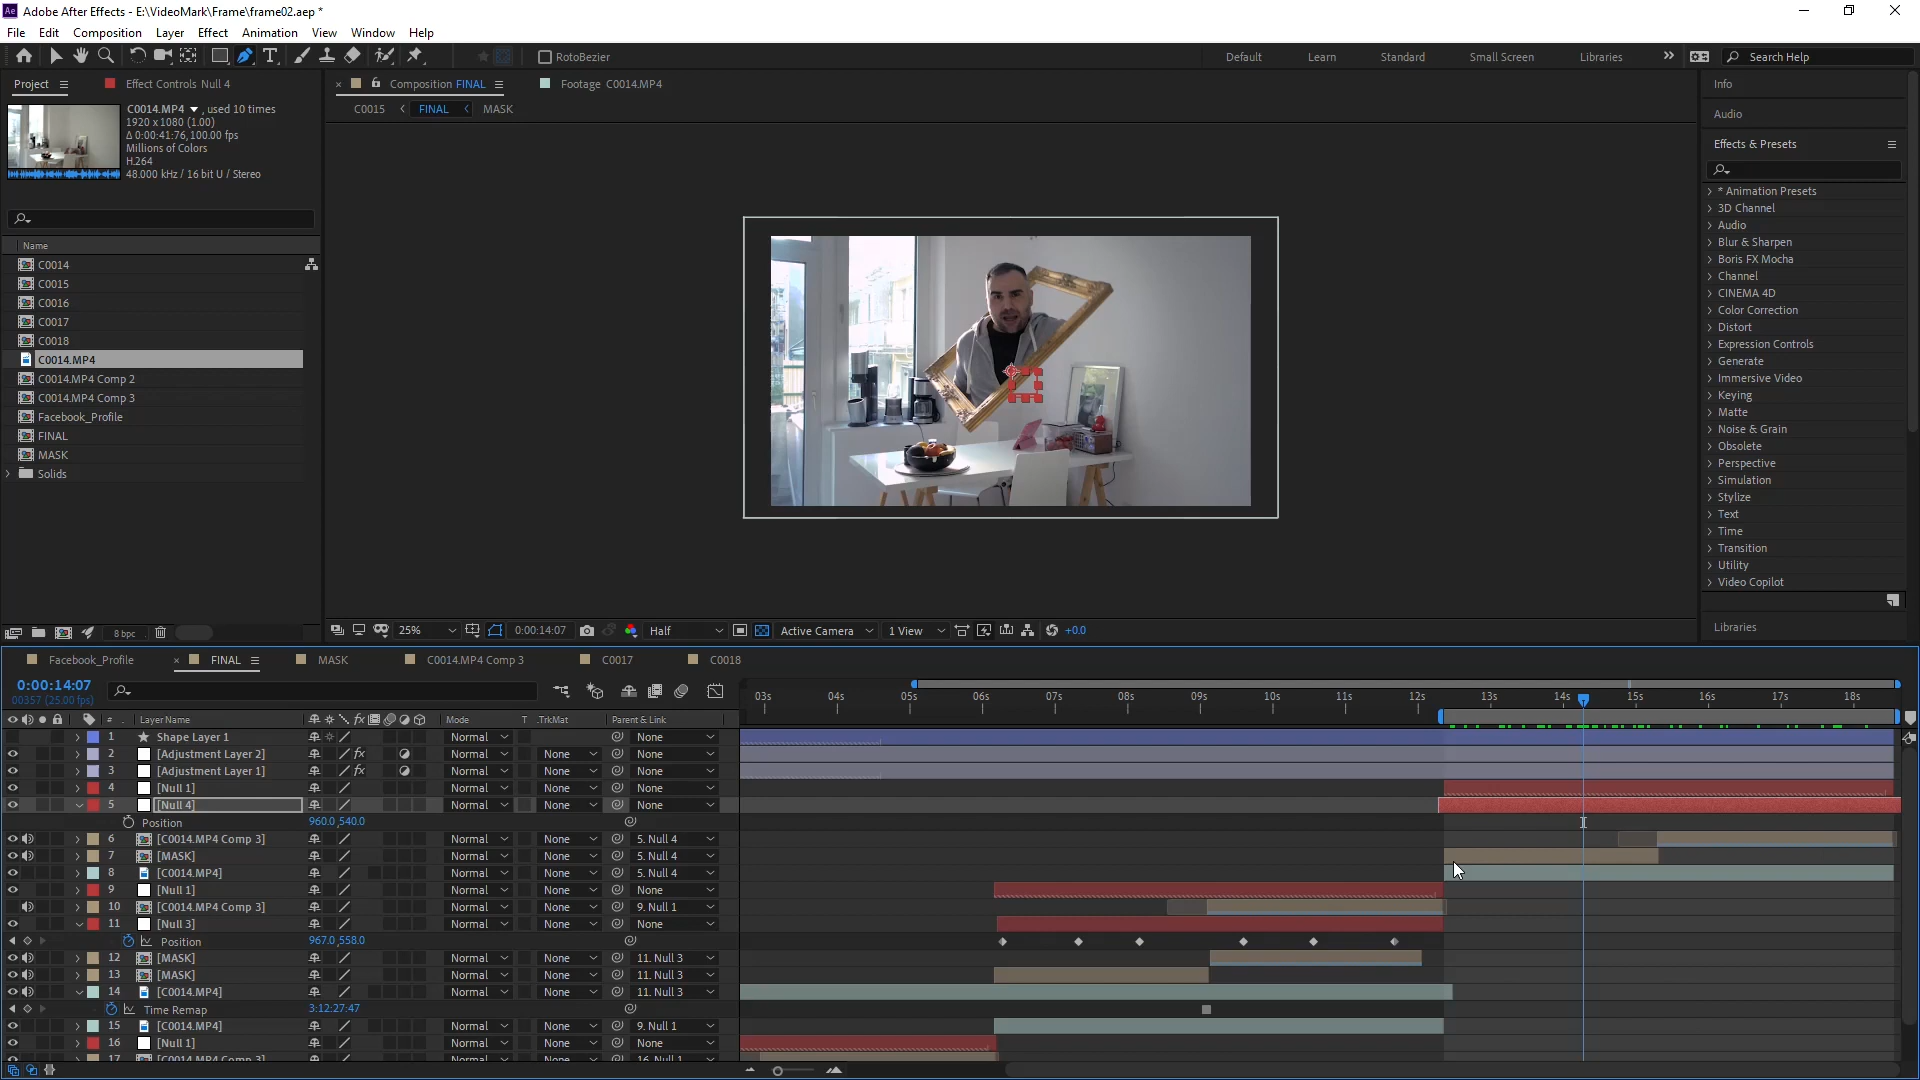 Adobe After Effects - E:\VideoMark\Frame\frame02.aep *
File Edit Composition Layer Effect Animation View Window Help
RotoBezier Default Learn Standard Small Screen Libraries Search Help
Project Effect Controls Null 4 Composition FINAL Footage C0014.MP4 Info
C0014.MP4 , used 10 times C0015 FINAL MASK Audio
1920 x 1080 (1.00)
Δ 0:00:41:76, 100.00 fps
Millions of Colors
H.264
48.000 kHz / 16 bit U / Stereo
Name
C0014
C0015
C0016
C0017
C0018
C0014.MP4
C0014.MP4 Comp 2
C0014.MP4 Comp 3
Facebook_Profile
FINAL
MASK
Solids
8 bpc
Effects & Presets
* Animation Presets
3D Channel
Audio
Blur & Sharpen
Boris FX Mocha
Channel
CINEMA 4D
Color Correction
Distort
Expression Controls
Generate
Immersive Video
Keying
Matte
Noise & Grain
Obsolete
Perspective
Simulation
Stylize
Text
Time
Transition
Utility
Video Copilot
Libraries
25% 0:00:14:07 Half Active Camera 1 View +0.0
Facebook_Profile FINAL MASK C0014.MP4 Comp 3 C0017 C0018
0:00:14:07
00357 (25.00 fps)
03s 04s 05s 06s 07s 08s 09s 10s 11s 12s 13s 14s 15s 16s 17s 18s
# Layer Name Mode T .TrkMat Parent & Link
1 Shape Layer 1 Normal None
2 [Adjustment Layer 2] Normal None None
3 [Adjustment Layer 1] Normal None None
4 [Null 1] Normal None None
5 [Null 4] Normal None None
Position 960.0,540.0
6 [C0014.MP4 Comp 3] Normal None 5. Null 4
7 [MASK] Normal None 5. Null 4
8 [C0014.MP4] Normal None 5. Null 4
9 [Null 1] Normal None None
10 [C0014.MP4 Comp 3] Normal None 9. Null 1
11 [Null 3] Normal None None
Position 967.0,558.0
12 [MASK] Normal None 11. Null 3
13 [MASK] Normal None 11. Null 3
14 [C0014.MP4] Normal None 11. Null 3
Time Remap 3:12:27:47
15 [C0014.MP4] Normal None 9. Null 1
16 [Null 1] Normal None None
17 [C0014.MP4 Comp 3] Normal None 16. Null 1